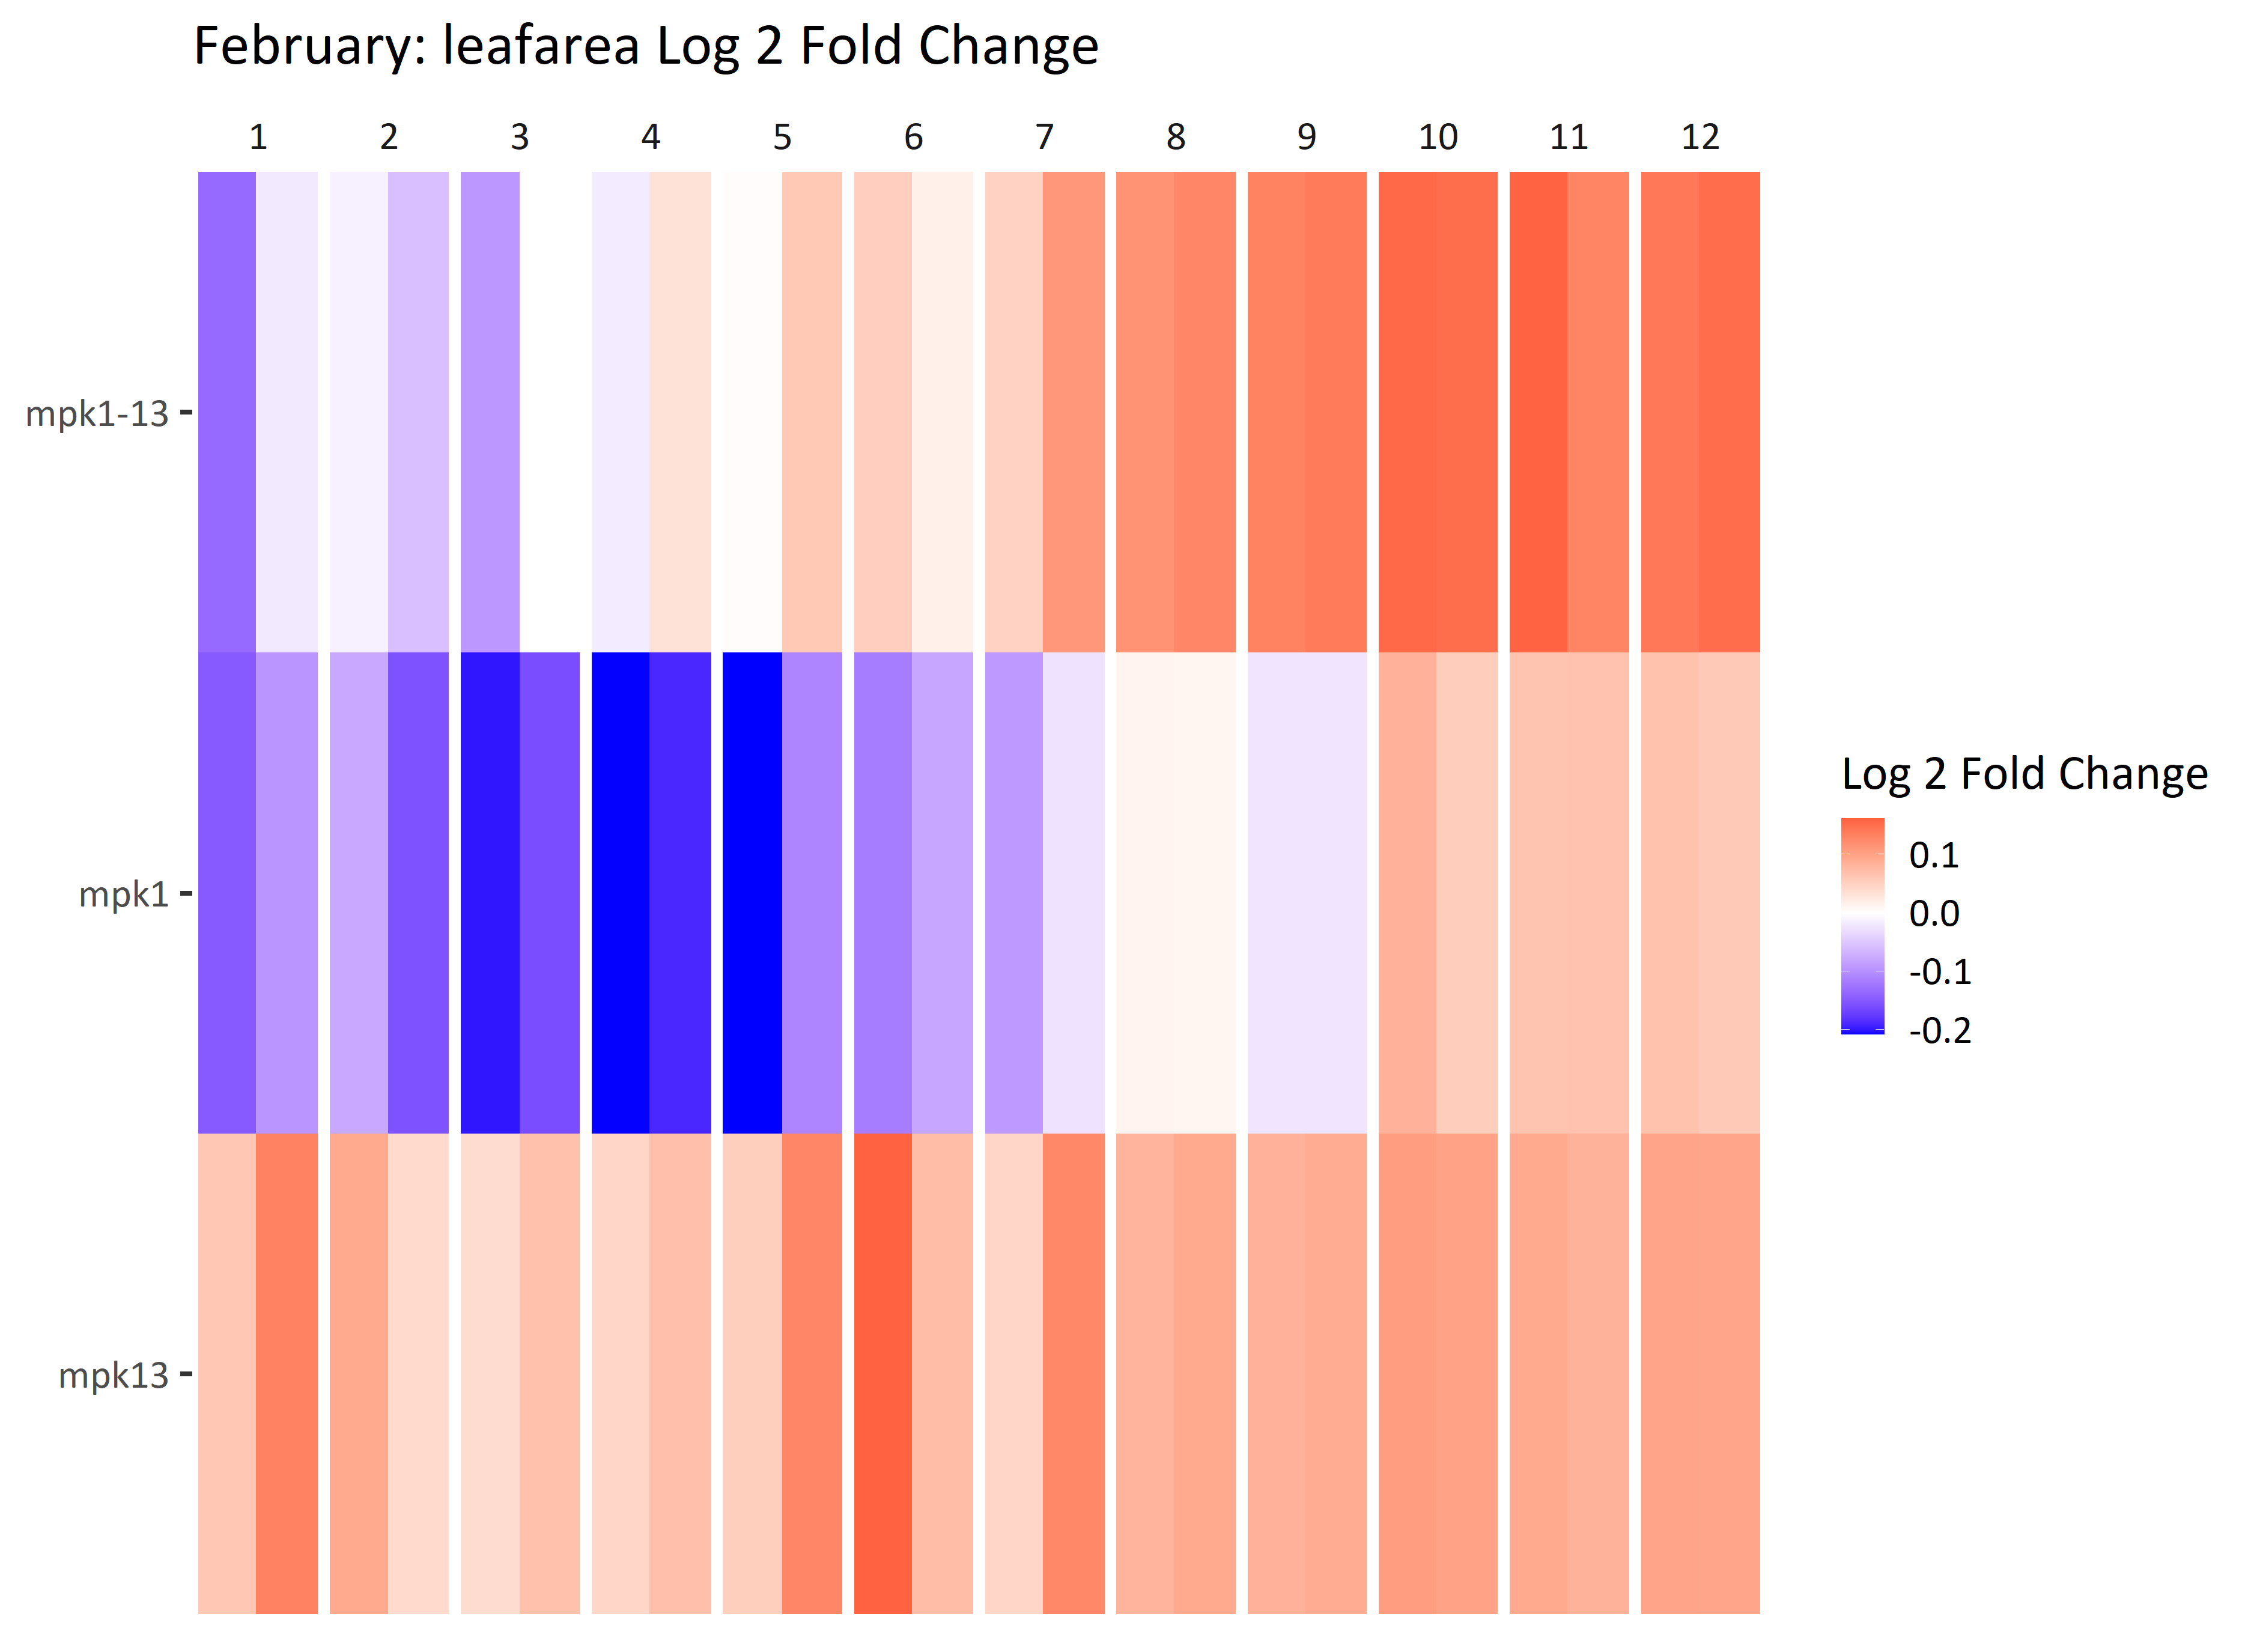 February: leafarea Log 2 Fold Change
1 2 3 4 5 6 7 8 9 10 11 12
mpk1-13
mpk1
mpk13
Log 2 Fold Change
0.1
0.0
-0.1
-0.2